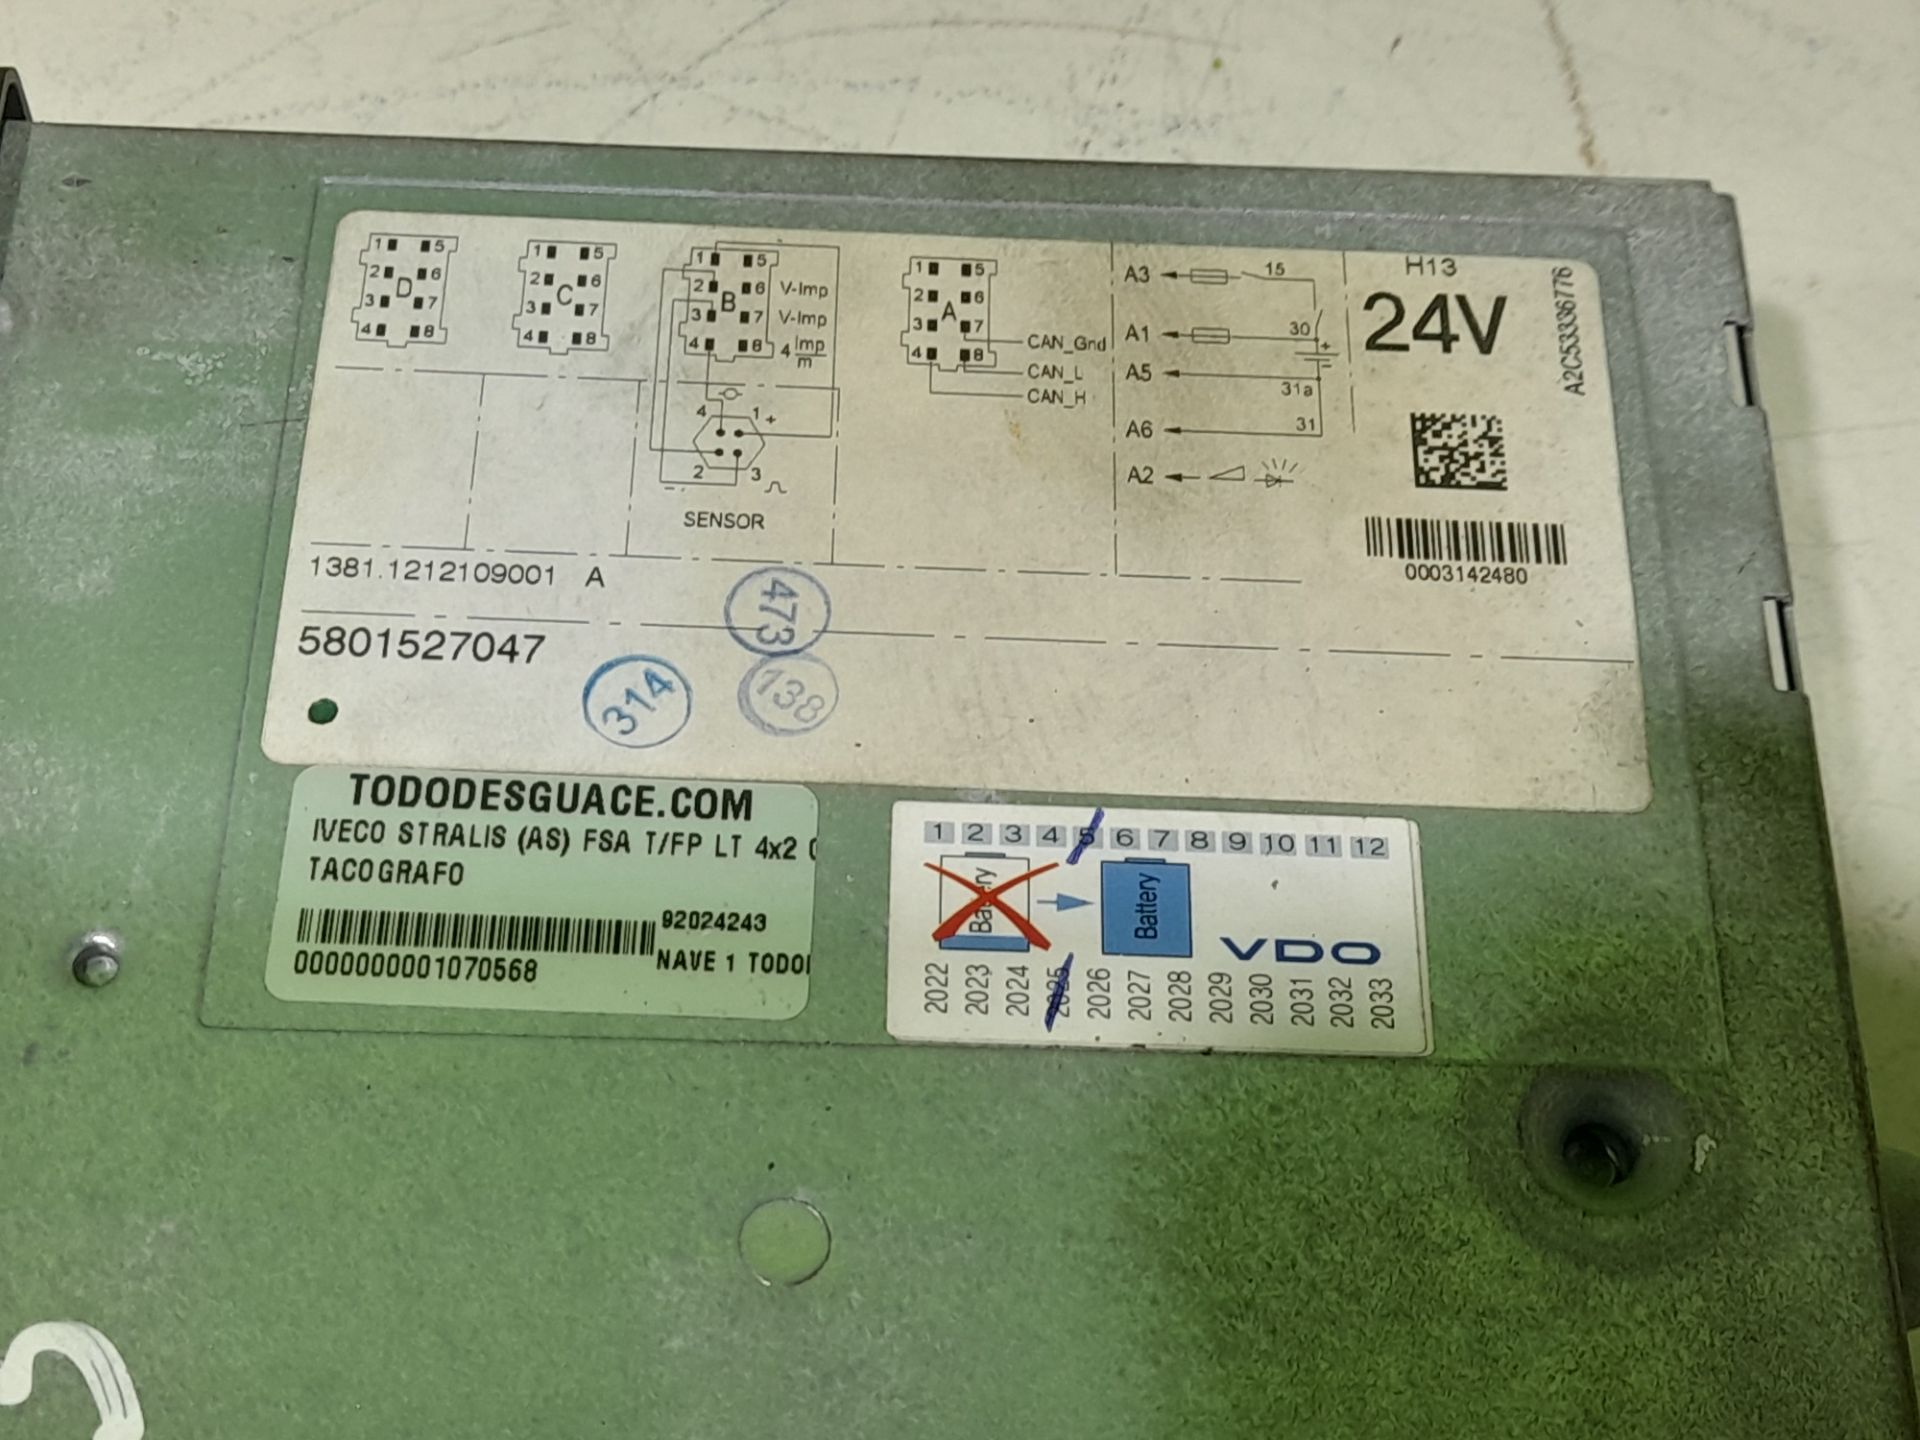 1 5
2 6
D
3 7
4 8
1 5
2 6
C
3 7
4 8
1 5
2 6 V-Imp
B
3 7 V-Imp
4 8 4 Imp
m
4 1 +
2 3
-
SENSOR
1 5
2 6
A
3 7
4 8
CAN_Gnd
CAN_L
CAN_H
A3 15
A1 30
+
A5 31a
A6 31
A2
H13
24V
A2C53336776
0003142480
1381.1212109001 A
5801527047
473
314
138
TODODESGUACE.COM
IVECO STRALIS (AS) FSA T/FP LT 4x2
TACOGRAFO
92024243
0000000001070568
NAVE 1
1 2 3 4 5 6 7 8 9 10 11 12
Battery
Battery
VDO
2022 2023 2024 2025 2026 2027 2028 2029 2030 2031 2032 2033